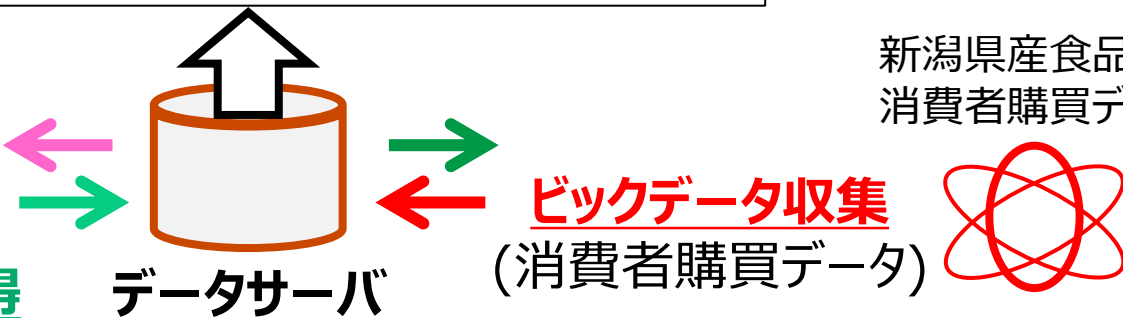 新潟県産食品
消費者購買デ
ビックデータ収集
(消費者購買データ)
得
データサーバ